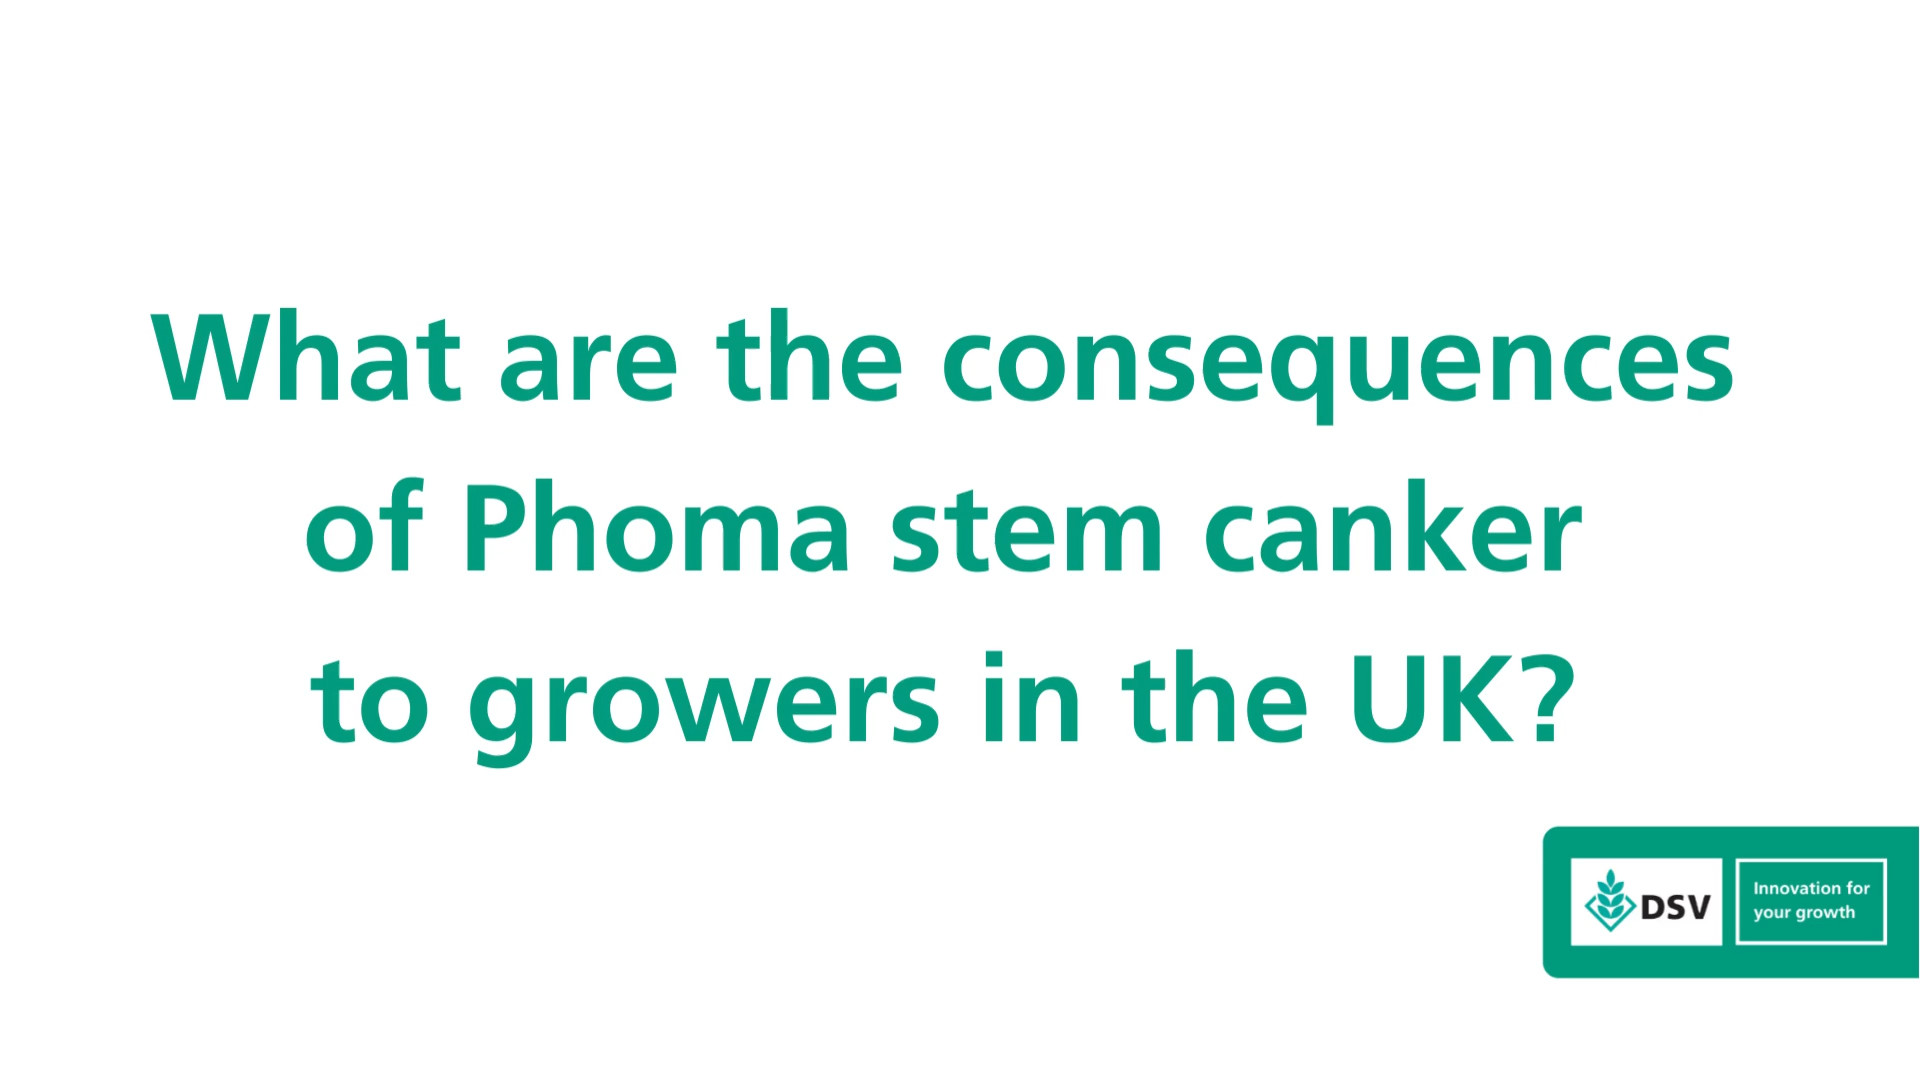 What are the consequences
of Phoma stem canker
to growers in the UK?
DSV
Innovation for
your growth